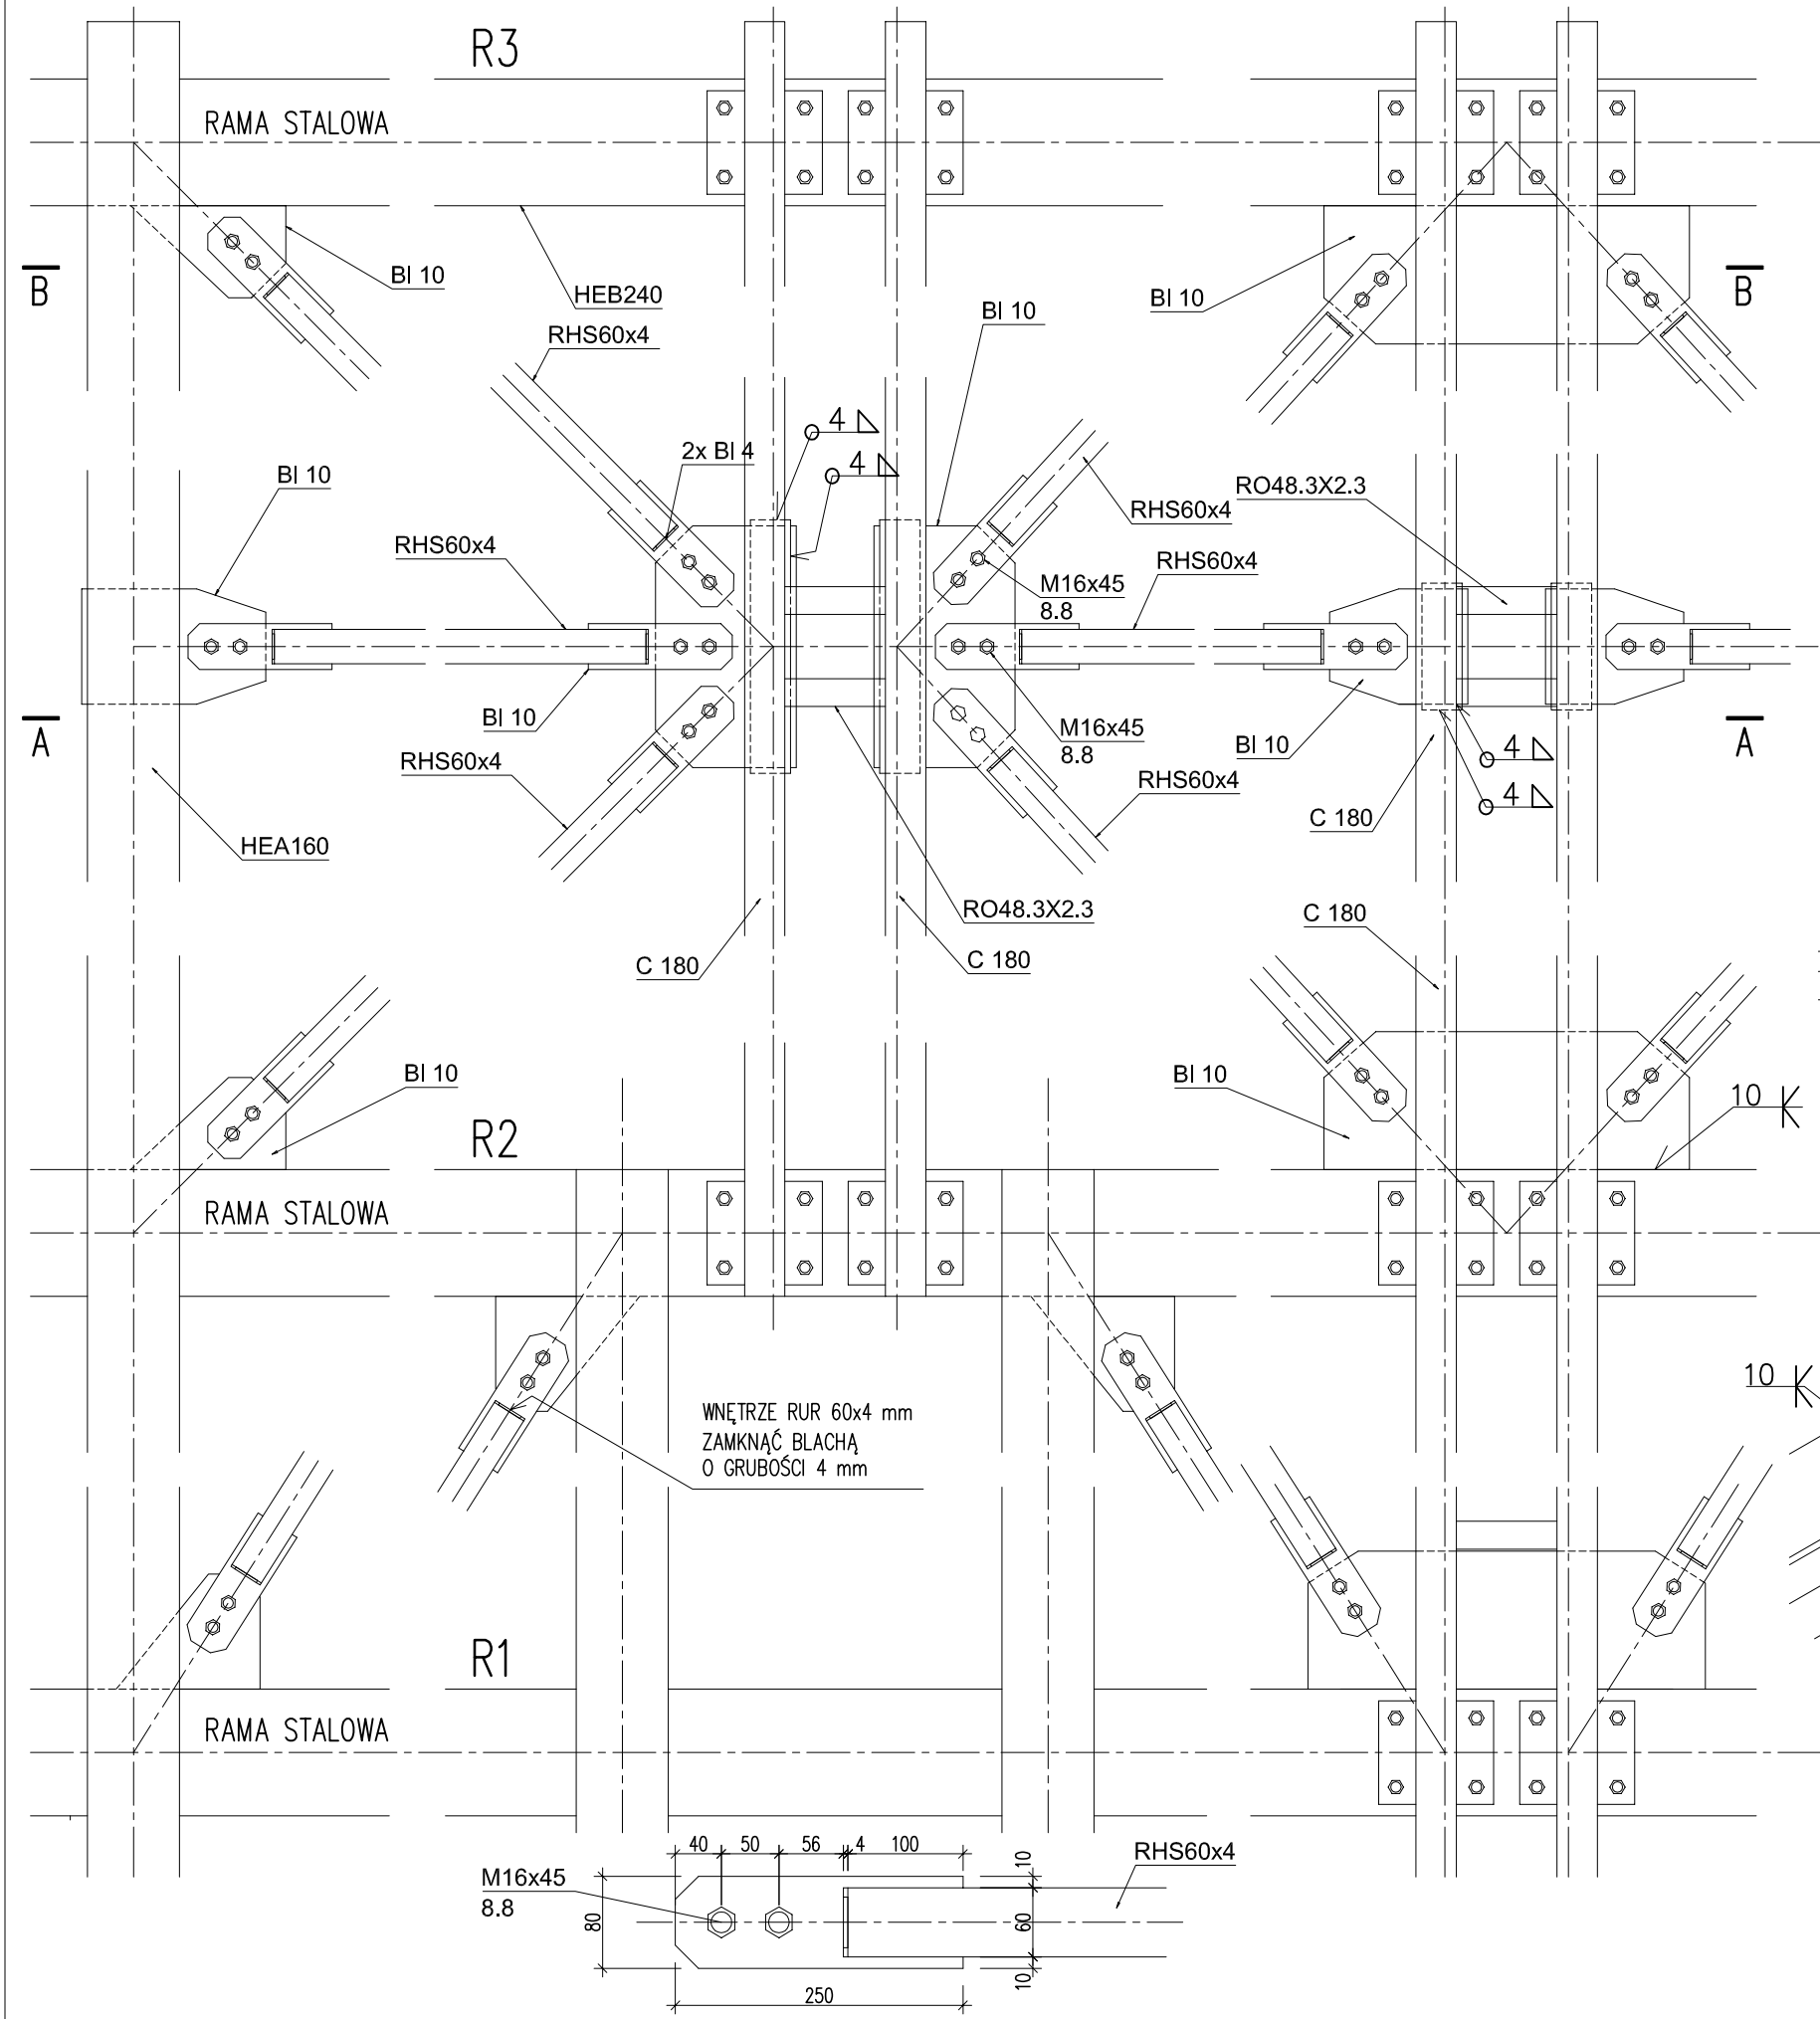 R3
RAMA STALOWA
Bl 10
B
HEB240
RHS60x4
Bl 10
Bl 10
B
4
4
2x Bl 4
Bl 10
RHS60x4
RO48.3X2.3
RHS60x4
M16x45
8.8
RHS60x4
Bl 10
M16x45
8.8
Bl 10
A
A
RHS60x4
RHS60x4
4
4
C 180
HEA160
RO48.3X2.3
C 180
C 180
C 180
Bl 10
Bl 10
10
R2
RAMA STALOWA
10
WNĘTRZE RUR 60x4 mm
ZAMKNĄĆ BLACHĄ
O GRUBOŚCI 4 mm
R1
RAMA STALOWA
40 50 56 4 100
10
RHS60x4
M16x45
8.8
80
60
10
250